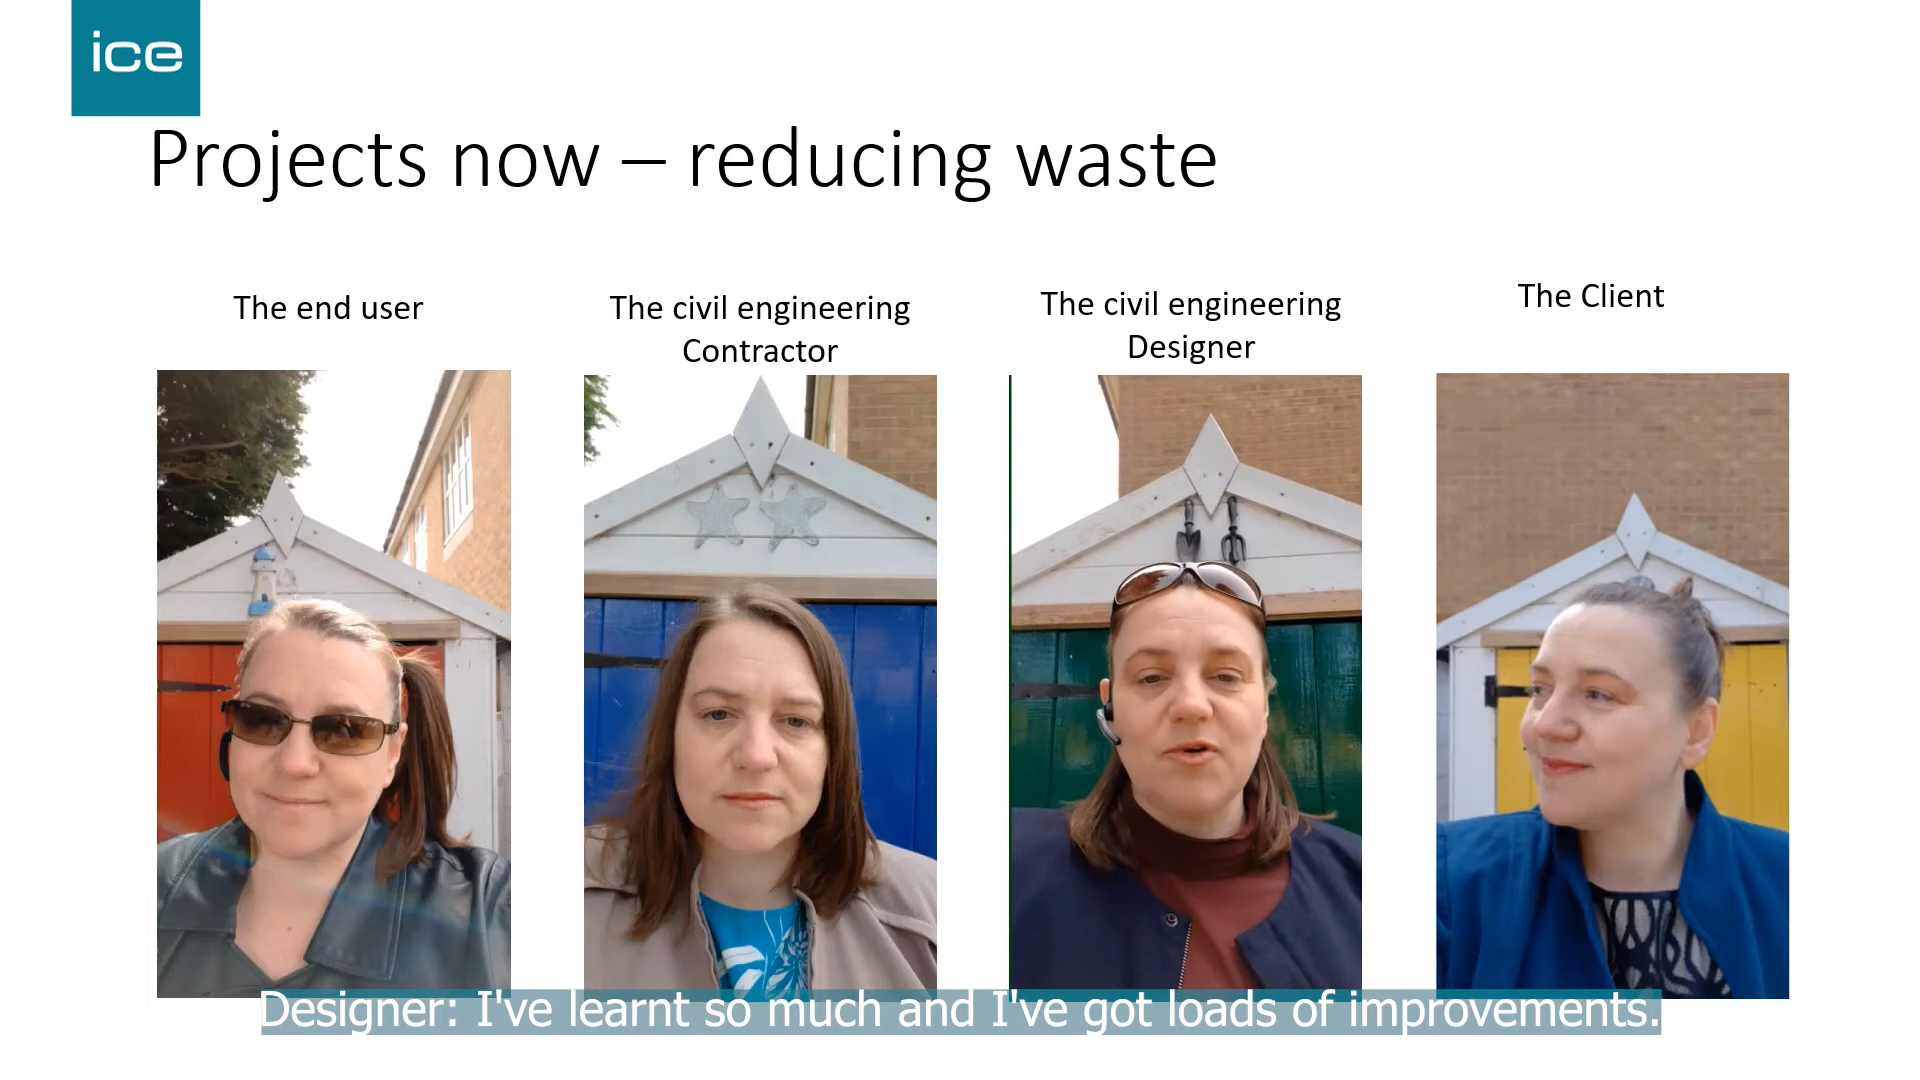 ice
Projects now – reducing waste
The end user
The civil engineering
Contractor
The civil engineering
Designer
The Client
Designer: I've learnt so much and I've got loads of improvements.